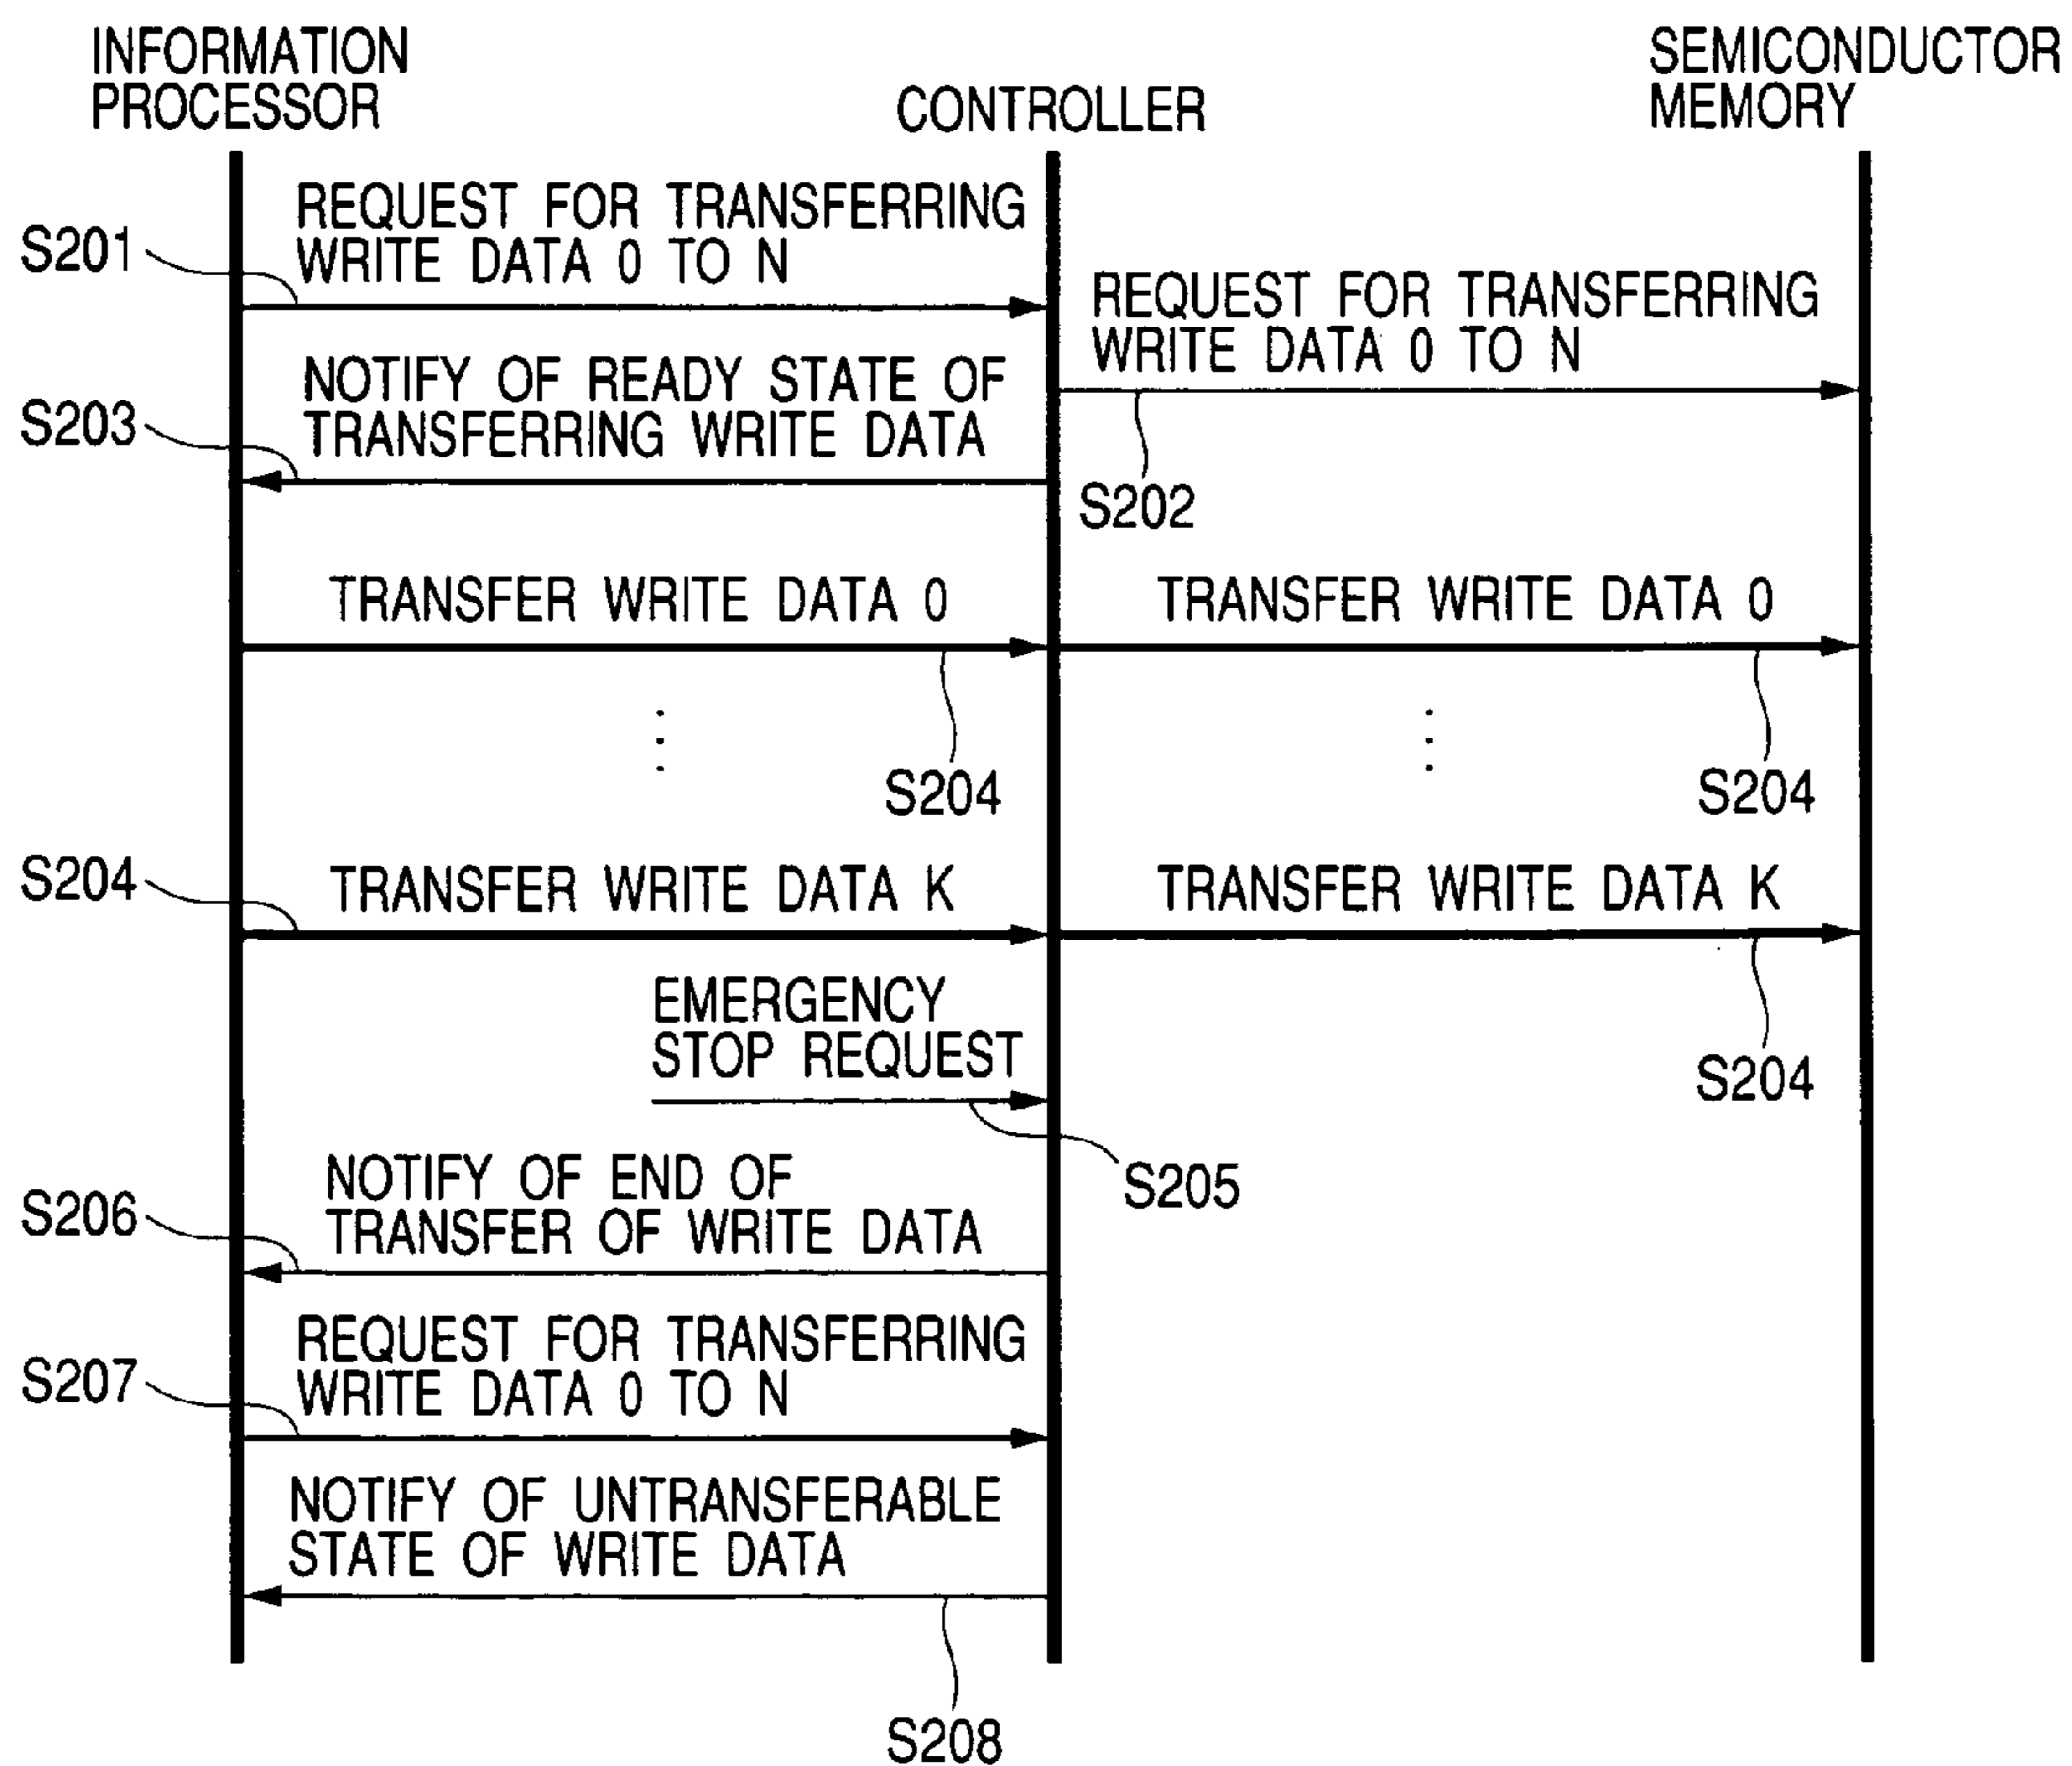 INFORMATION
PROCESSOR
CONTROLLER
SEMICONDUCTOR
MEMORY
S201
REQUEST FOR TRANSFERRING
WRITE DATA 0 TO N
REQUEST FOR TRANSFERRING
WRITE DATA 0 TO N
S202
S203
NOTIFY OF READY STATE OF
TRANSFERRING WRITE DATA
TRANSFER WRITE DATA 0
TRANSFER WRITE DATA 0
S204
S204
S204
TRANSFER WRITE DATA K
TRANSFER WRITE DATA K
S204
EMERGENCY
STOP REQUEST
S205
S206
NOTIFY OF END OF
TRANSFER OF WRITE DATA
S207
REQUEST FOR TRANSFERRING
WRITE DATA 0 TO N
NOTIFY OF UNTRANSFERABLE
STATE OF WRITE DATA
S208